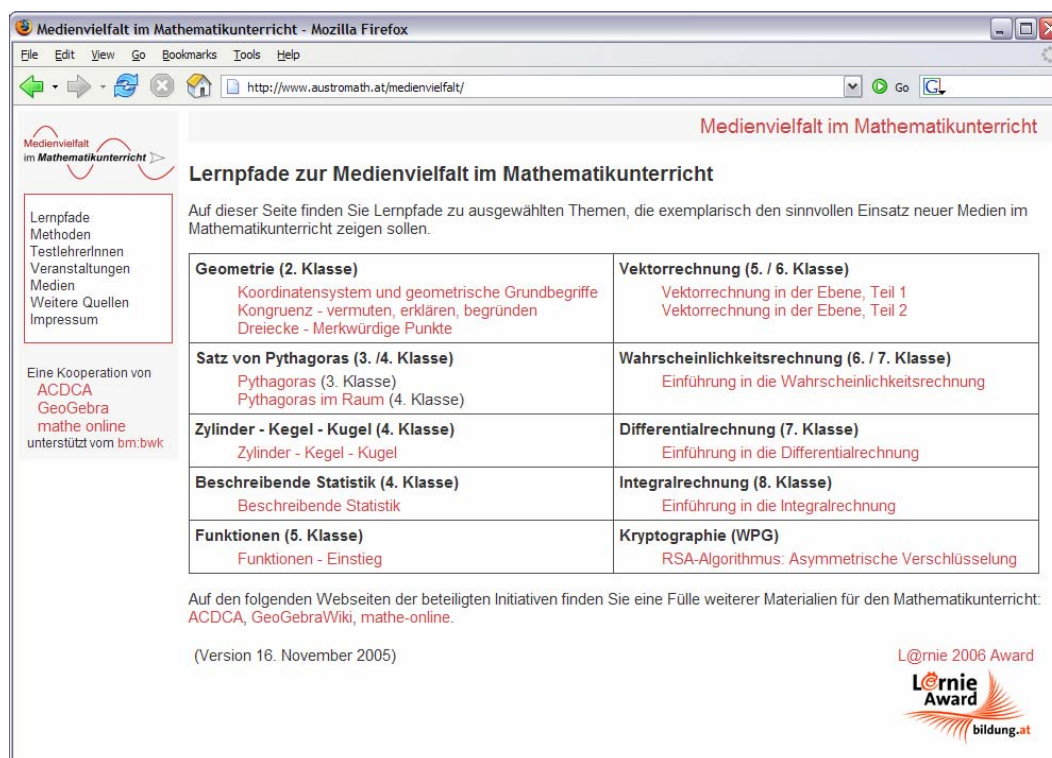 Medienvielfalt im Mathematikunterricht - Mozilla Firefox
File Edit View Go Bookmarks Tools Help
http://www.austromath.at/medienvielfalt/
Go
G
Medienvielfalt
im Mathematikunterricht
Medienvielfalt im Mathematikunterricht
Lernpfade
Methoden
TestlehrerInnen
Veranstaltungen
Medien
Weitere Quellen
Impressum
Eine Kooperation von
ACDCA
GeoGebra
mathe online
unterstützt vom bm:bwk
Lernpfade zur Medienvielfalt im Mathematikunterricht
Auf dieser Seite finden Sie Lernpfade zu ausgewählten Themen, die exemplarisch den sinnvollen Einsatz neuer Medien im
Mathematikunterricht zeigen sollen.
Geometrie (2. Klasse)
Koordinatensystem und geometrische Grundbegriffe
Kongruenz - vermuten, erklären, begründen
Dreiecke - Merkwürdige Punkte
Vektorrechnung (5. / 6. Klasse)
Vektorrechnung in der Ebene, Teil 1
Vektorrechnung in der Ebene, Teil 2
Satz von Pythagoras (3. /4. Klasse)
Pythagoras (3. Klasse)
Pythagoras im Raum (4. Klasse)
Wahrscheinlichkeitsrechnung (6. / 7. Klasse)
Einführung in die Wahrscheinlichkeitsrechnung
Zylinder - Kegel - Kugel (4. Klasse)
Zylinder - Kegel - Kugel
Differentialrechnung (7. Klasse)
Einführung in die Differentialrechnung
Beschreibende Statistik (4. Klasse)
Beschreibende Statistik
Integralrechnung (8. Klasse)
Einführung in die Integralrechnung
Funktionen (5. Klasse)
Funktionen - Einstieg
Kryptographie (WPG)
RSA-Algorithmus: Asymmetrische Verschlüsselung
Auf den folgenden Webseiten der beteiligten Initiativen finden Sie eine Fülle weiterer Materialien für den Mathematikunterricht:
ACDCA, GeoGebraWiki, mathe-online.
(Version 16. November 2005)
L@rnie 2006 Award
L@rnie
Award
bildung.at